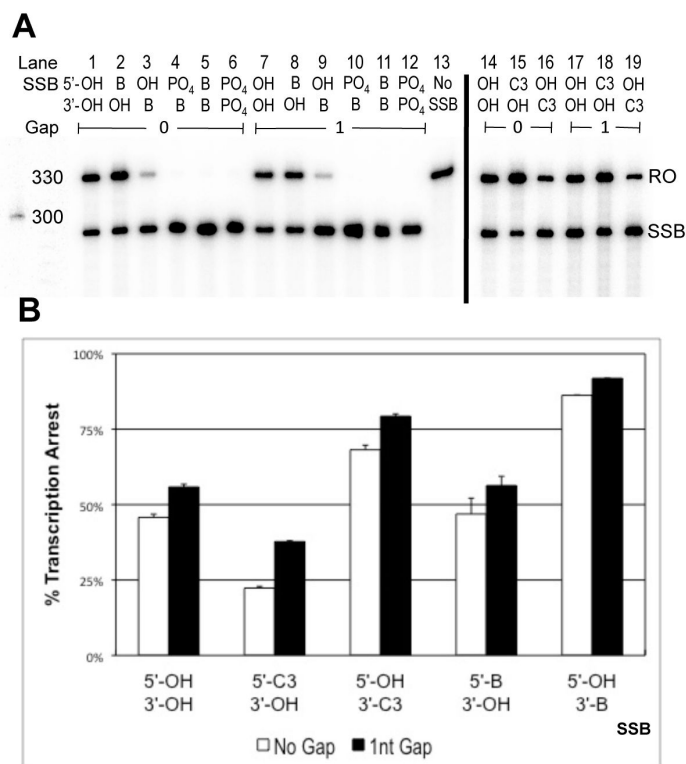 A
Lane 1 2 3 4 5 6 7 8 9 10 11 12 13 14 15 16 17 18 19
SSB 5'-OH B OH PO4 B PO4 OH B OH PO4 B PO4 No OH C3 OH OH C3 OH
3'-OH OH B B B PO4 OH OH B B B PO4 SSB OH OH C3 OH OH C3
Gap 0 1 0 1
330 RO
300
SSB
B
100%
75%
50%
25%
0%
% Transcription Arrest
5'-OH 5'-C3 5'-OH 5'-B 5'-OH
3'-OH 3'-OH 3'-C3 3'-OH 3'-B
SSB
No Gap 1nt Gap